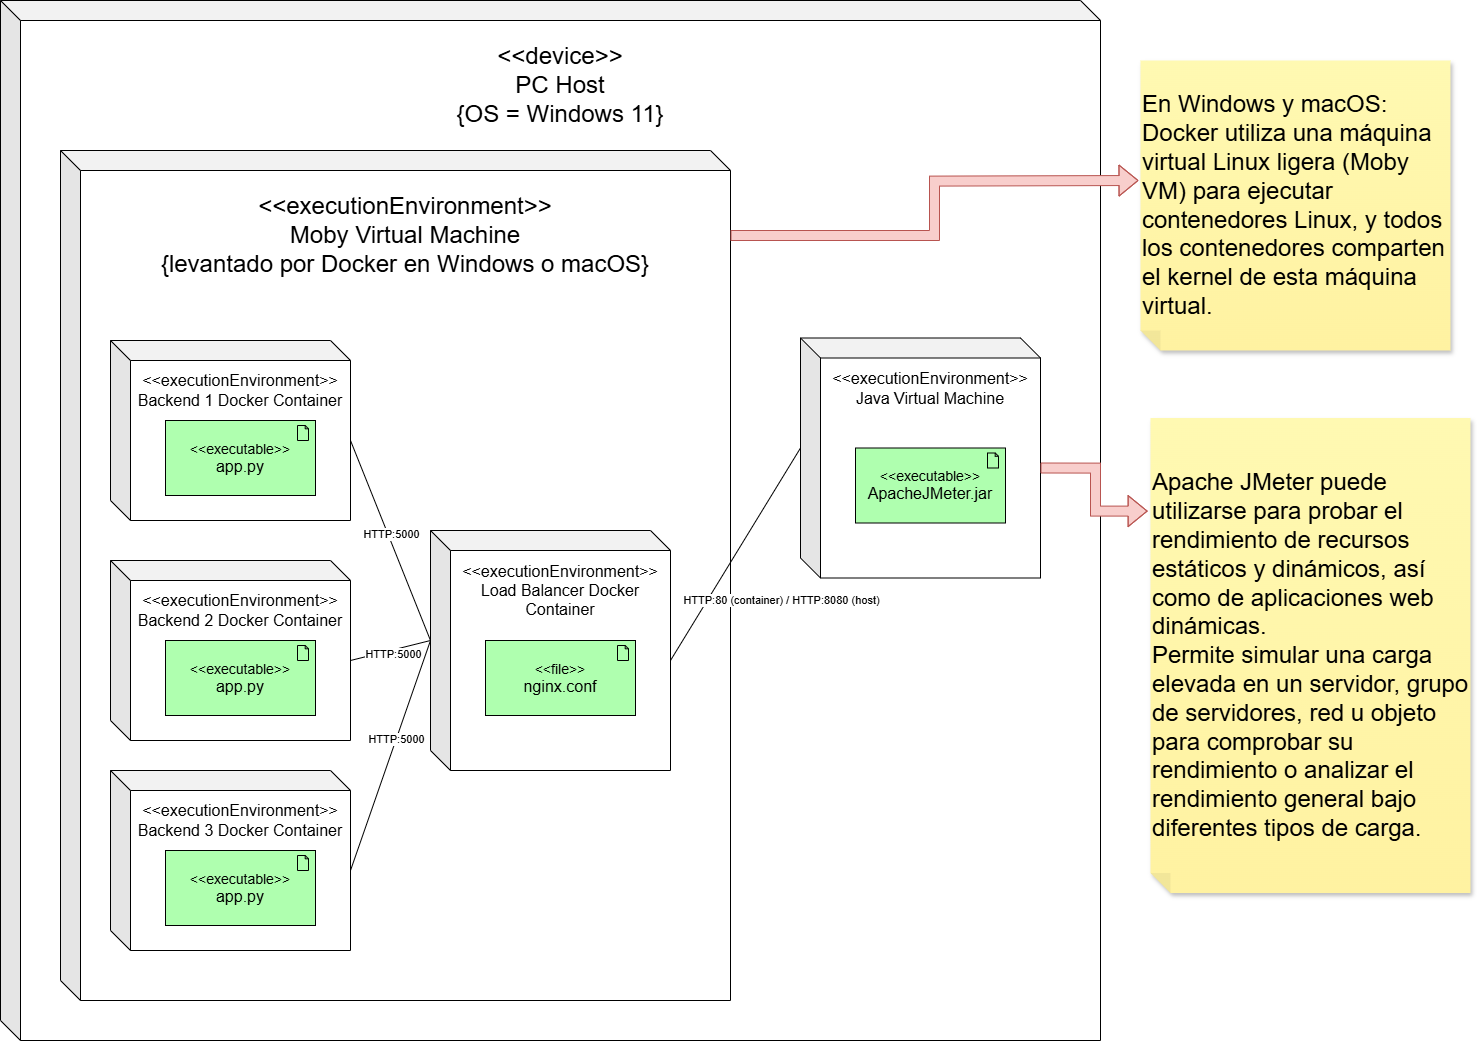 <<device>>
PC Host
{OS = Windows 11}
<<executionEnvironment>>
Moby Virtual Machine
{levantado por Docker en Windows o macOS}
<<executionEnvironment>>
Backend 1 Docker Container
<<executable>>
app.py
HTTP:5000
<<executionEnvironment>>
Backend 2 Docker Container
<<executable>>
app.py
HTTP:5000
<<executionEnvironment>>
Backend 3 Docker Container
<<executable>>
app.py
HTTP:5000
<<executionEnvironment>>
Load Balancer Docker
Container
<<file>>
nginx.conf
HTTP:80 (container) / HTTP:8080 (host)
<<executionEnvironment>>
Java Virtual Machine
<<executable>>
ApacheJMeter.jar
En Windows y macOS:
Docker utiliza una máquina
virtual Linux ligera (Moby
VM) para ejecutar
contenedores Linux, y todos
los contenedores comparten
el kernel de esta máquina
virtual.
Apache JMeter puede
utilizarse para probar el
rendimiento de recursos
estáticos y dinámicos, así
como de aplicaciones web
dinámicas.
Permite simular una carga
elevada en un servidor, grupo
de servidores, red u objeto
para comprobar su
rendimiento o analizar el
rendimiento general bajo
diferentes tipos de carga.